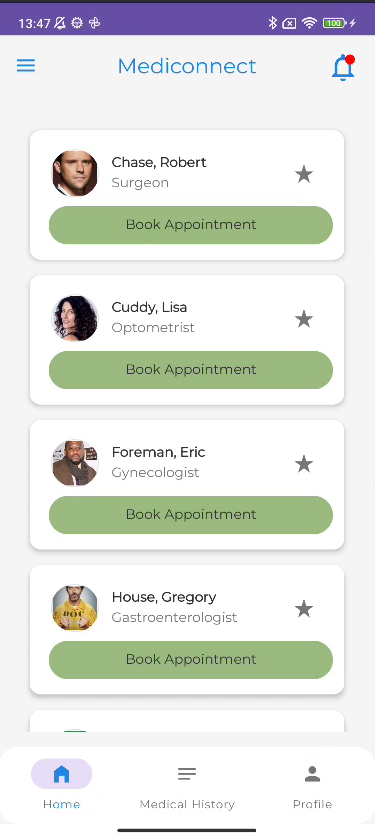 13:47
100
Mediconnect
Chase, Robert
Surgeon
Book Appointment
Cuddy, Lisa
Optometrist
Book Appointment
Foreman, Eric
Gynecologist
Book Appointment
House, Gregory
Gastroenterologist
Book Appointment
Home
Medical History
Profile